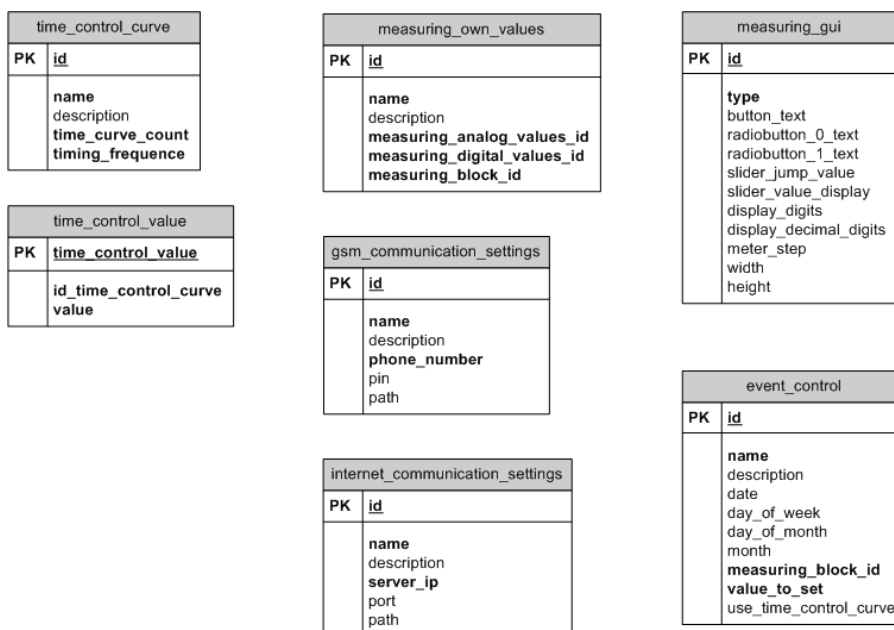 time_control_curve
PK id
name
description
time_curve_count
timing_frequence
time_control_value
PK time_control_value
id_time_control_curve
value
measuring_own_values
PK id
name
description
measuring_analog_values_id
measuring_digital_values_id
measuring_block_id
gsm_communication_settings
PK id
name
description
phone_number
pin
path
internet_communication_settings
PK id
name
description
server_ip
port
path
measuring_gui
PK id
type
button_text
radiobutton_0_text
radiobutton_1_text
slider_jump_value
slider_value_display
display_digits
display_decimal_digits
meter_step
width
height
event_control
PK id
name
description
date
day_of_week
day_of_month
month
measuring_block_id
value_to_set
use_time_control_curve